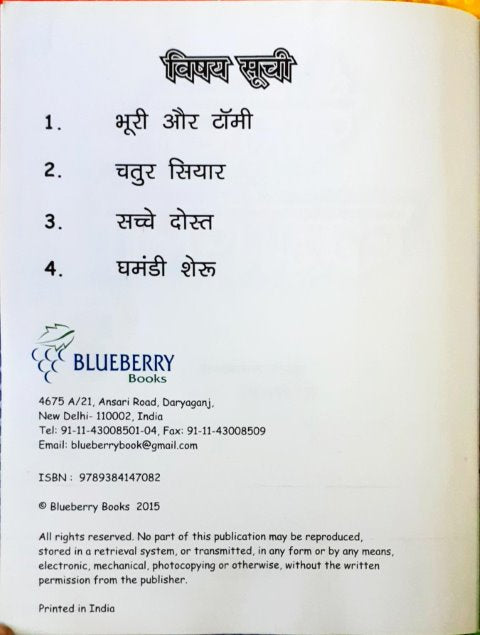 विषय सूची
1. भूरी और टॉमी
2. चतुर सियार
3. सच्चे दोस्त
4. घमंडी शेरू
BLUEBERRY
Books
4675 A/21, Ansari Road, Daryaganj,
New Delhi- 110002, India
Tel: 91-11-43008501-04, Fax: 91-11-43008509
Email: blueberrybook@gmail.com
ISBN : 9789384147082
© Blueberry Books 2015
All rights reserved. No part of this publication may be reproduced,
stored in a retrieval system, or transmitted, in any form or by any means,
electronic, mechanical, photocopying or otherwise, without the written
permission from the publisher.
Printed in India